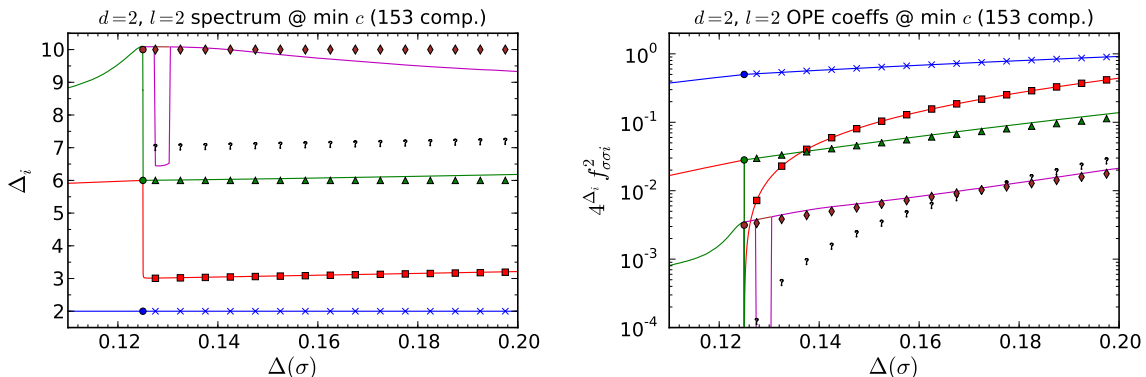 d=2, l=2 spectrum @ min c (153 comp.)
10
9
8
7
6
5
4
3
2
Δ_i
0.12 0.14 0.16 0.18 0.20
Δ(σ)
? ? ? ? ? ? ? ? ? ? ? ? ? ? ?
d=2, l=2 OPE coeffs @ min c (153 comp.)
10^0
10^-1
10^-2
10^-3
10^-4
4^{Δ_i} f^2_{σσi}
0.12 0.14 0.16 0.18 0.20
Δ(σ)
? ? ? ? ? ? ? ? ? ? ? ? ? ? ?